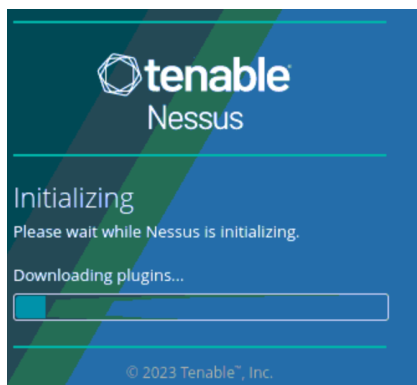 tenable
Nessus
Initializing
Please wait while Nessus is initializing.
Downloading plugins...
© 2023 Tenable™, Inc.